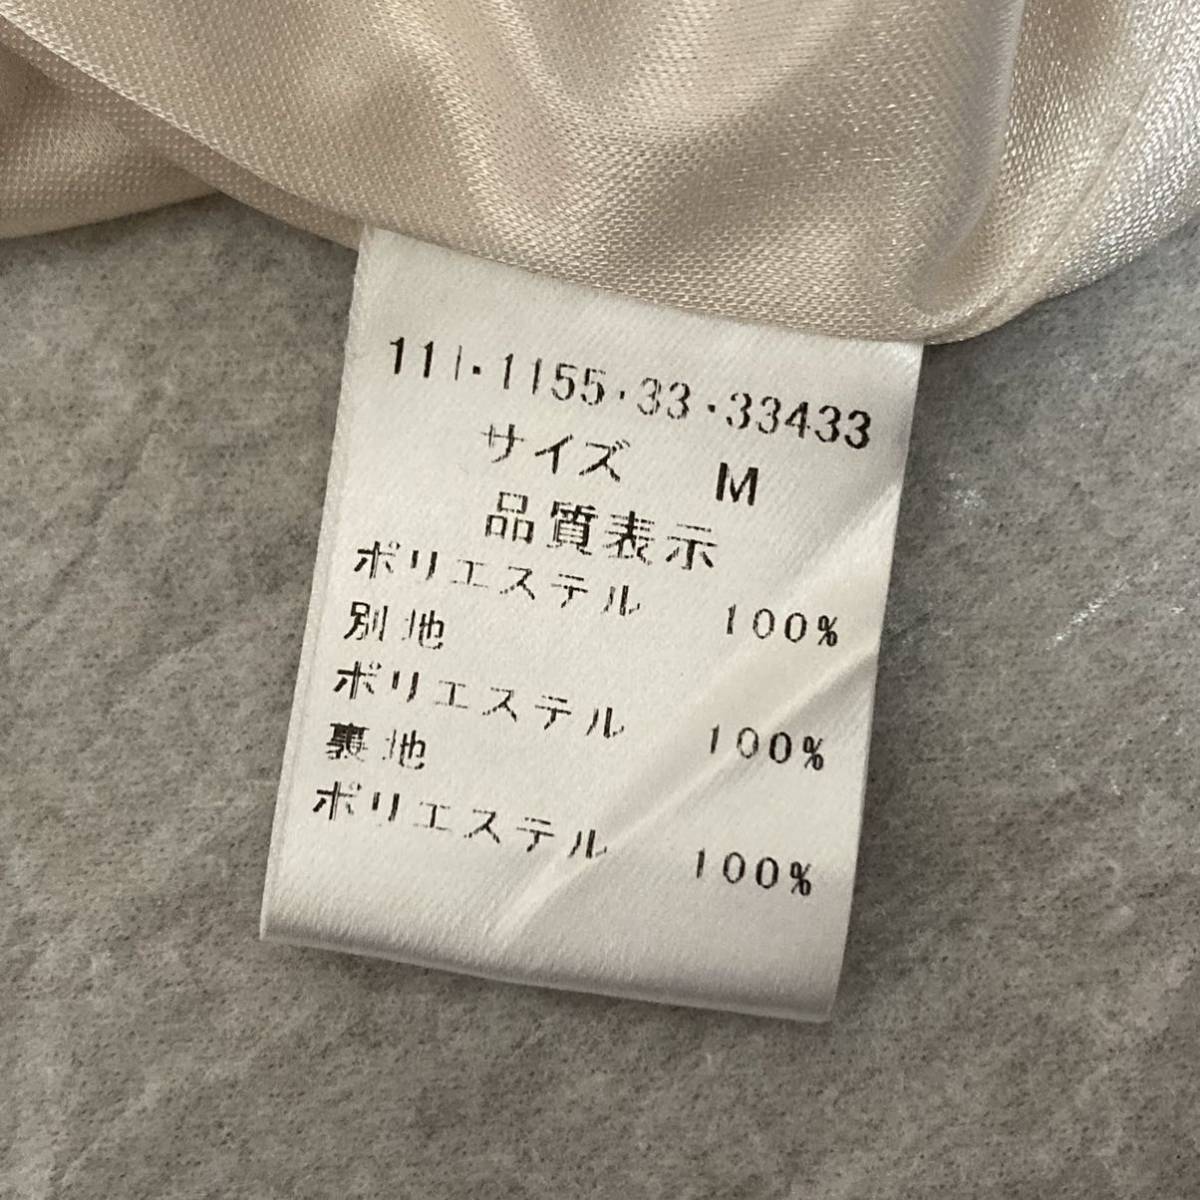 111・1155・33・33433
サイズ M
品質表示
ポリエステル 100%
別地
ポリエステル 100%
裏地
ポリエステル 100%